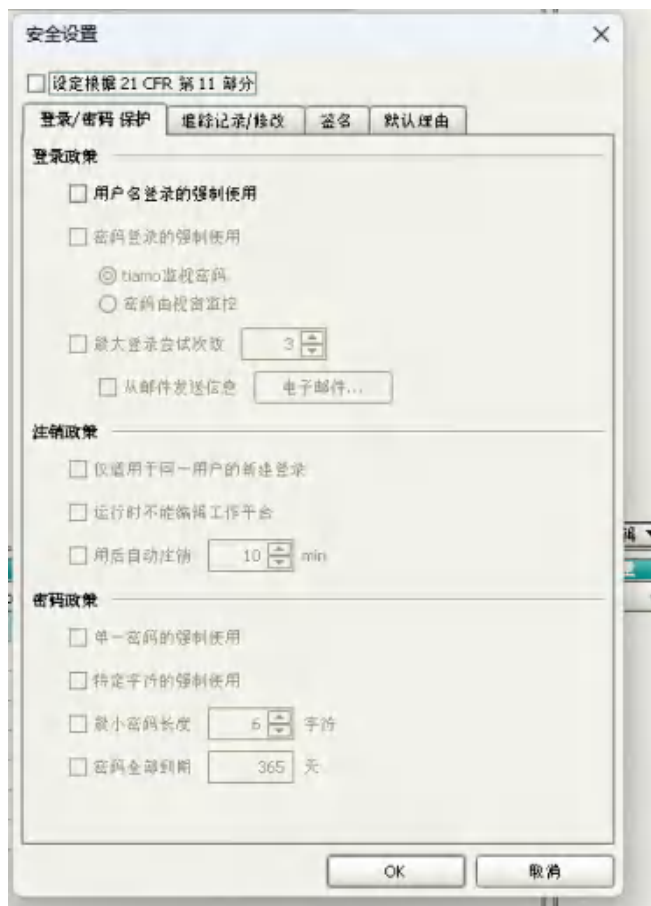 安全设置
设定根据 21 CFR 第 11 部分
登录/密码 保护 追踪记录/修改 签名 默认理由
登录政策
用户名登录的强制使用
密码登录的强制使用
tiamo监视密码
密码由视窗监控
最大登录尝试次数 3
从邮件发送信息 电子邮件...
注销政策
仅适用于同一用户的新建登录
运行时不能编辑工作平台
用后自动注销 10 min
密码政策
单一密码的强制使用
特定字符的强制使用
最小密码长度 6 字符
密码全部到期 365 天
OK 取消